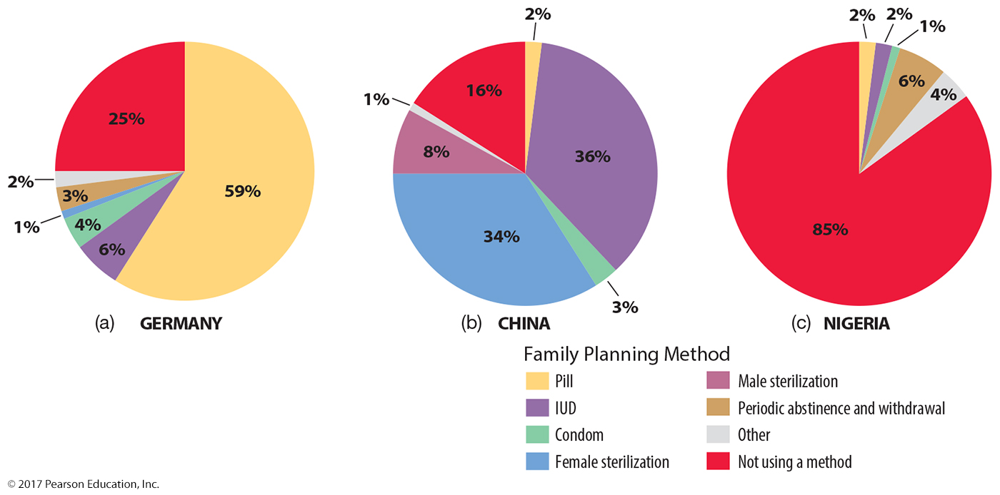 25%
59%
2%
3%
1%
4%
6%
(a) GERMANY
2%
16%
1%
36%
8%
34%
3%
(b) CHINA
2%
2%
1%
6%
4%
85%
(c) NIGERIA
Family Planning Method
Pill
IUD
Condom
Female sterilization
Male sterilization
Periodic abstinence and withdrawal
Other
Not using a method
© 2017 Pearson Education, Inc.